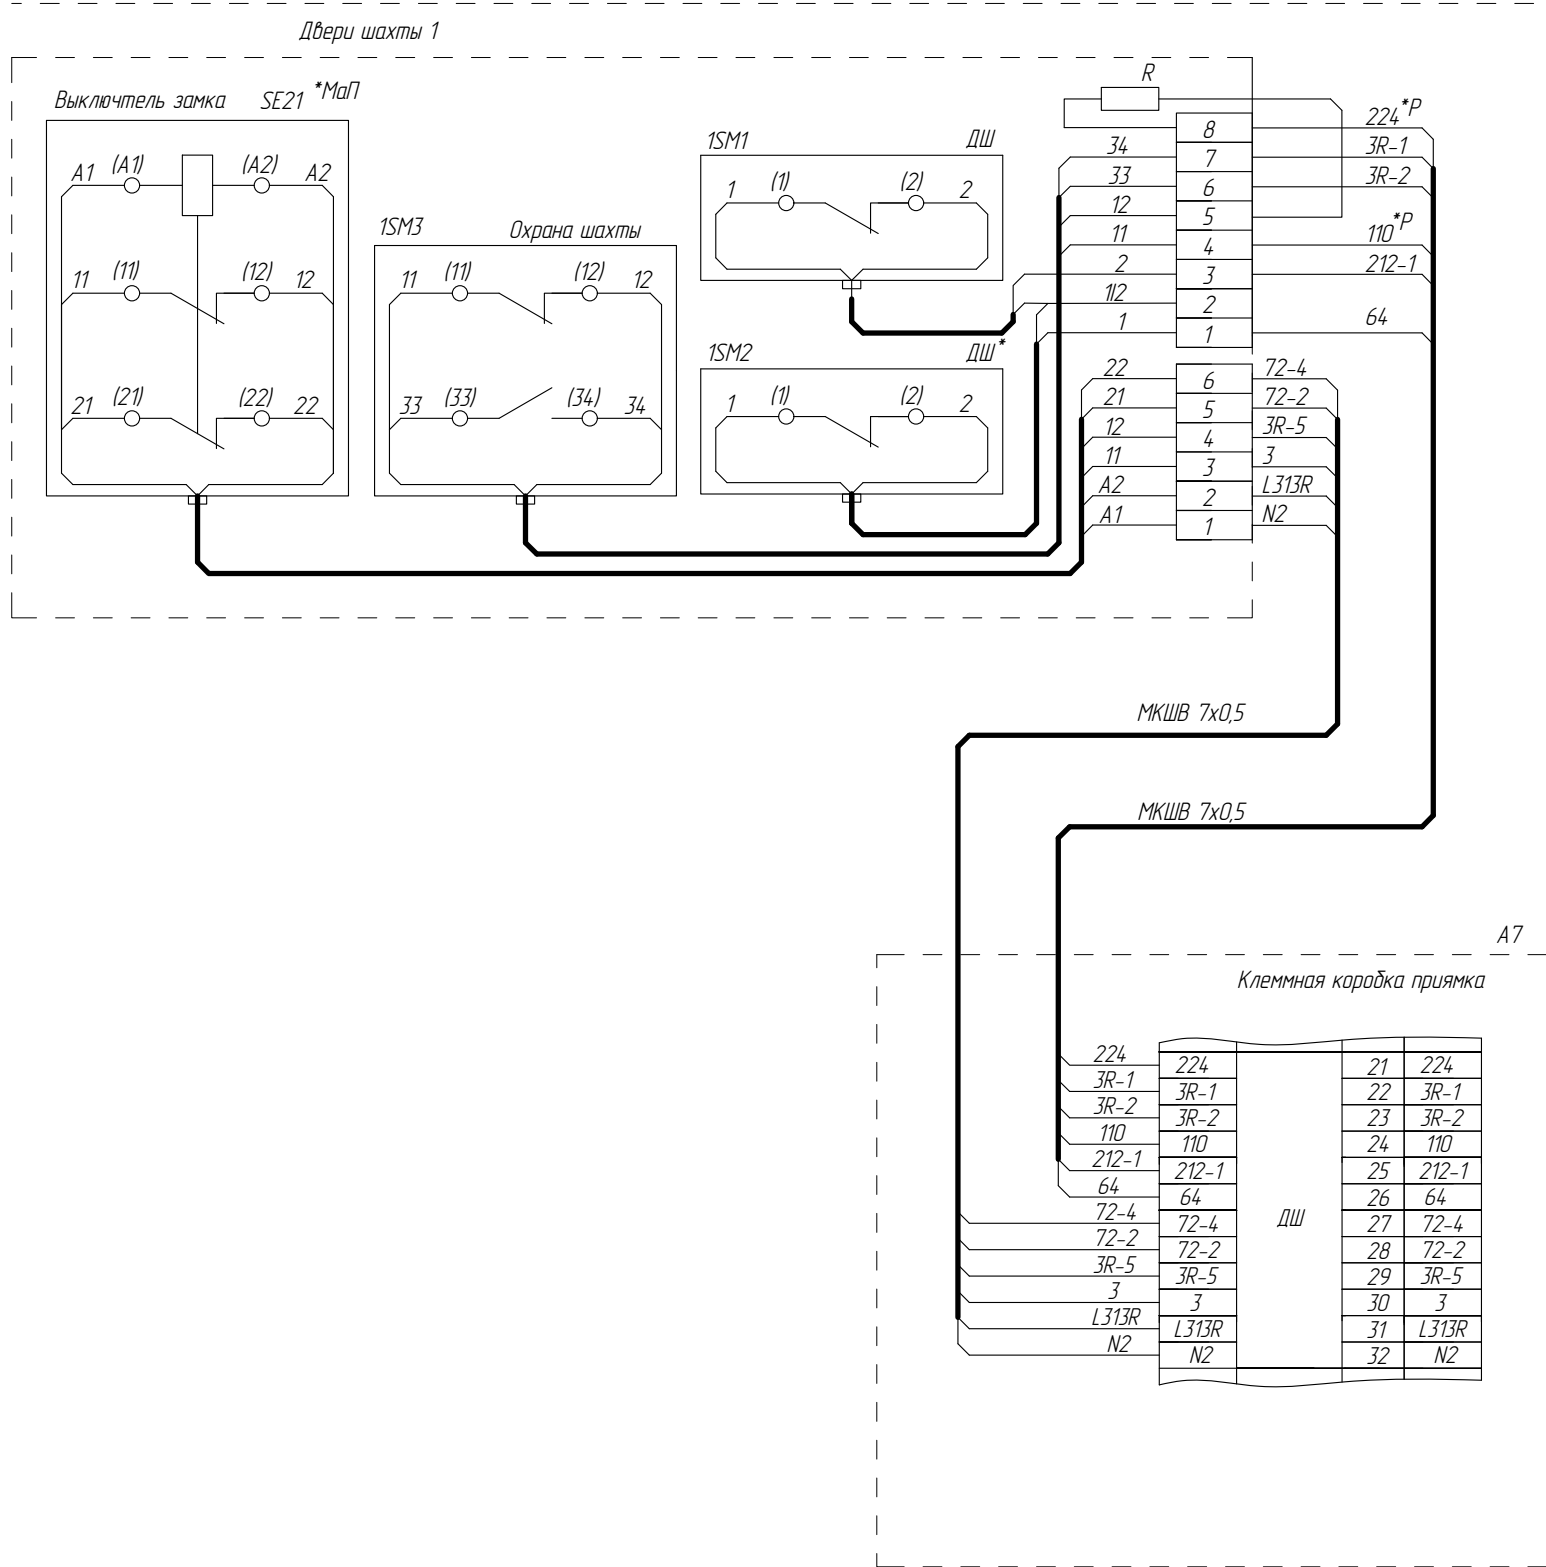 Двери шахты 1
Выключтель замка SE21 *МаП
A1 (A1) (A2) A2
11 (11) (12) 12
21 (21) (22) 22
1SM3 Охрана шахты
11 (11) (12) 12
33 (33) (34) 34
1SM1 ДШ
1 (1) (2) 2
1SM2 ДШ*
1 (1) (2) 2
R
8 224*Р
34 7 3R-1
33 6 3R-2
12 5
11 4 110*Р
2 3 212-1
1|2 2
1 1 64
22 6 72-4
21 5 72-2
12 4 3R-5
11 3 3
A2 2 L313R
A1 1 N2
МКШВ 7х0,5
МКШВ 7х0,5
А7
Клеммная коробка приямка
224 224 21 224
3R-1 3R-1 22 3R-1
3R-2 3R-2 23 3R-2
110 110 24 110
212-1 212-1 25 212-1
64 64 26 64
72-4 72-4 ДШ 27 72-4
72-2 72-2 28 72-2
3R-5 3R-5 29 3R-5
3 3 30 3
L313R L313R 31 L313R
N2 N2 32 N2